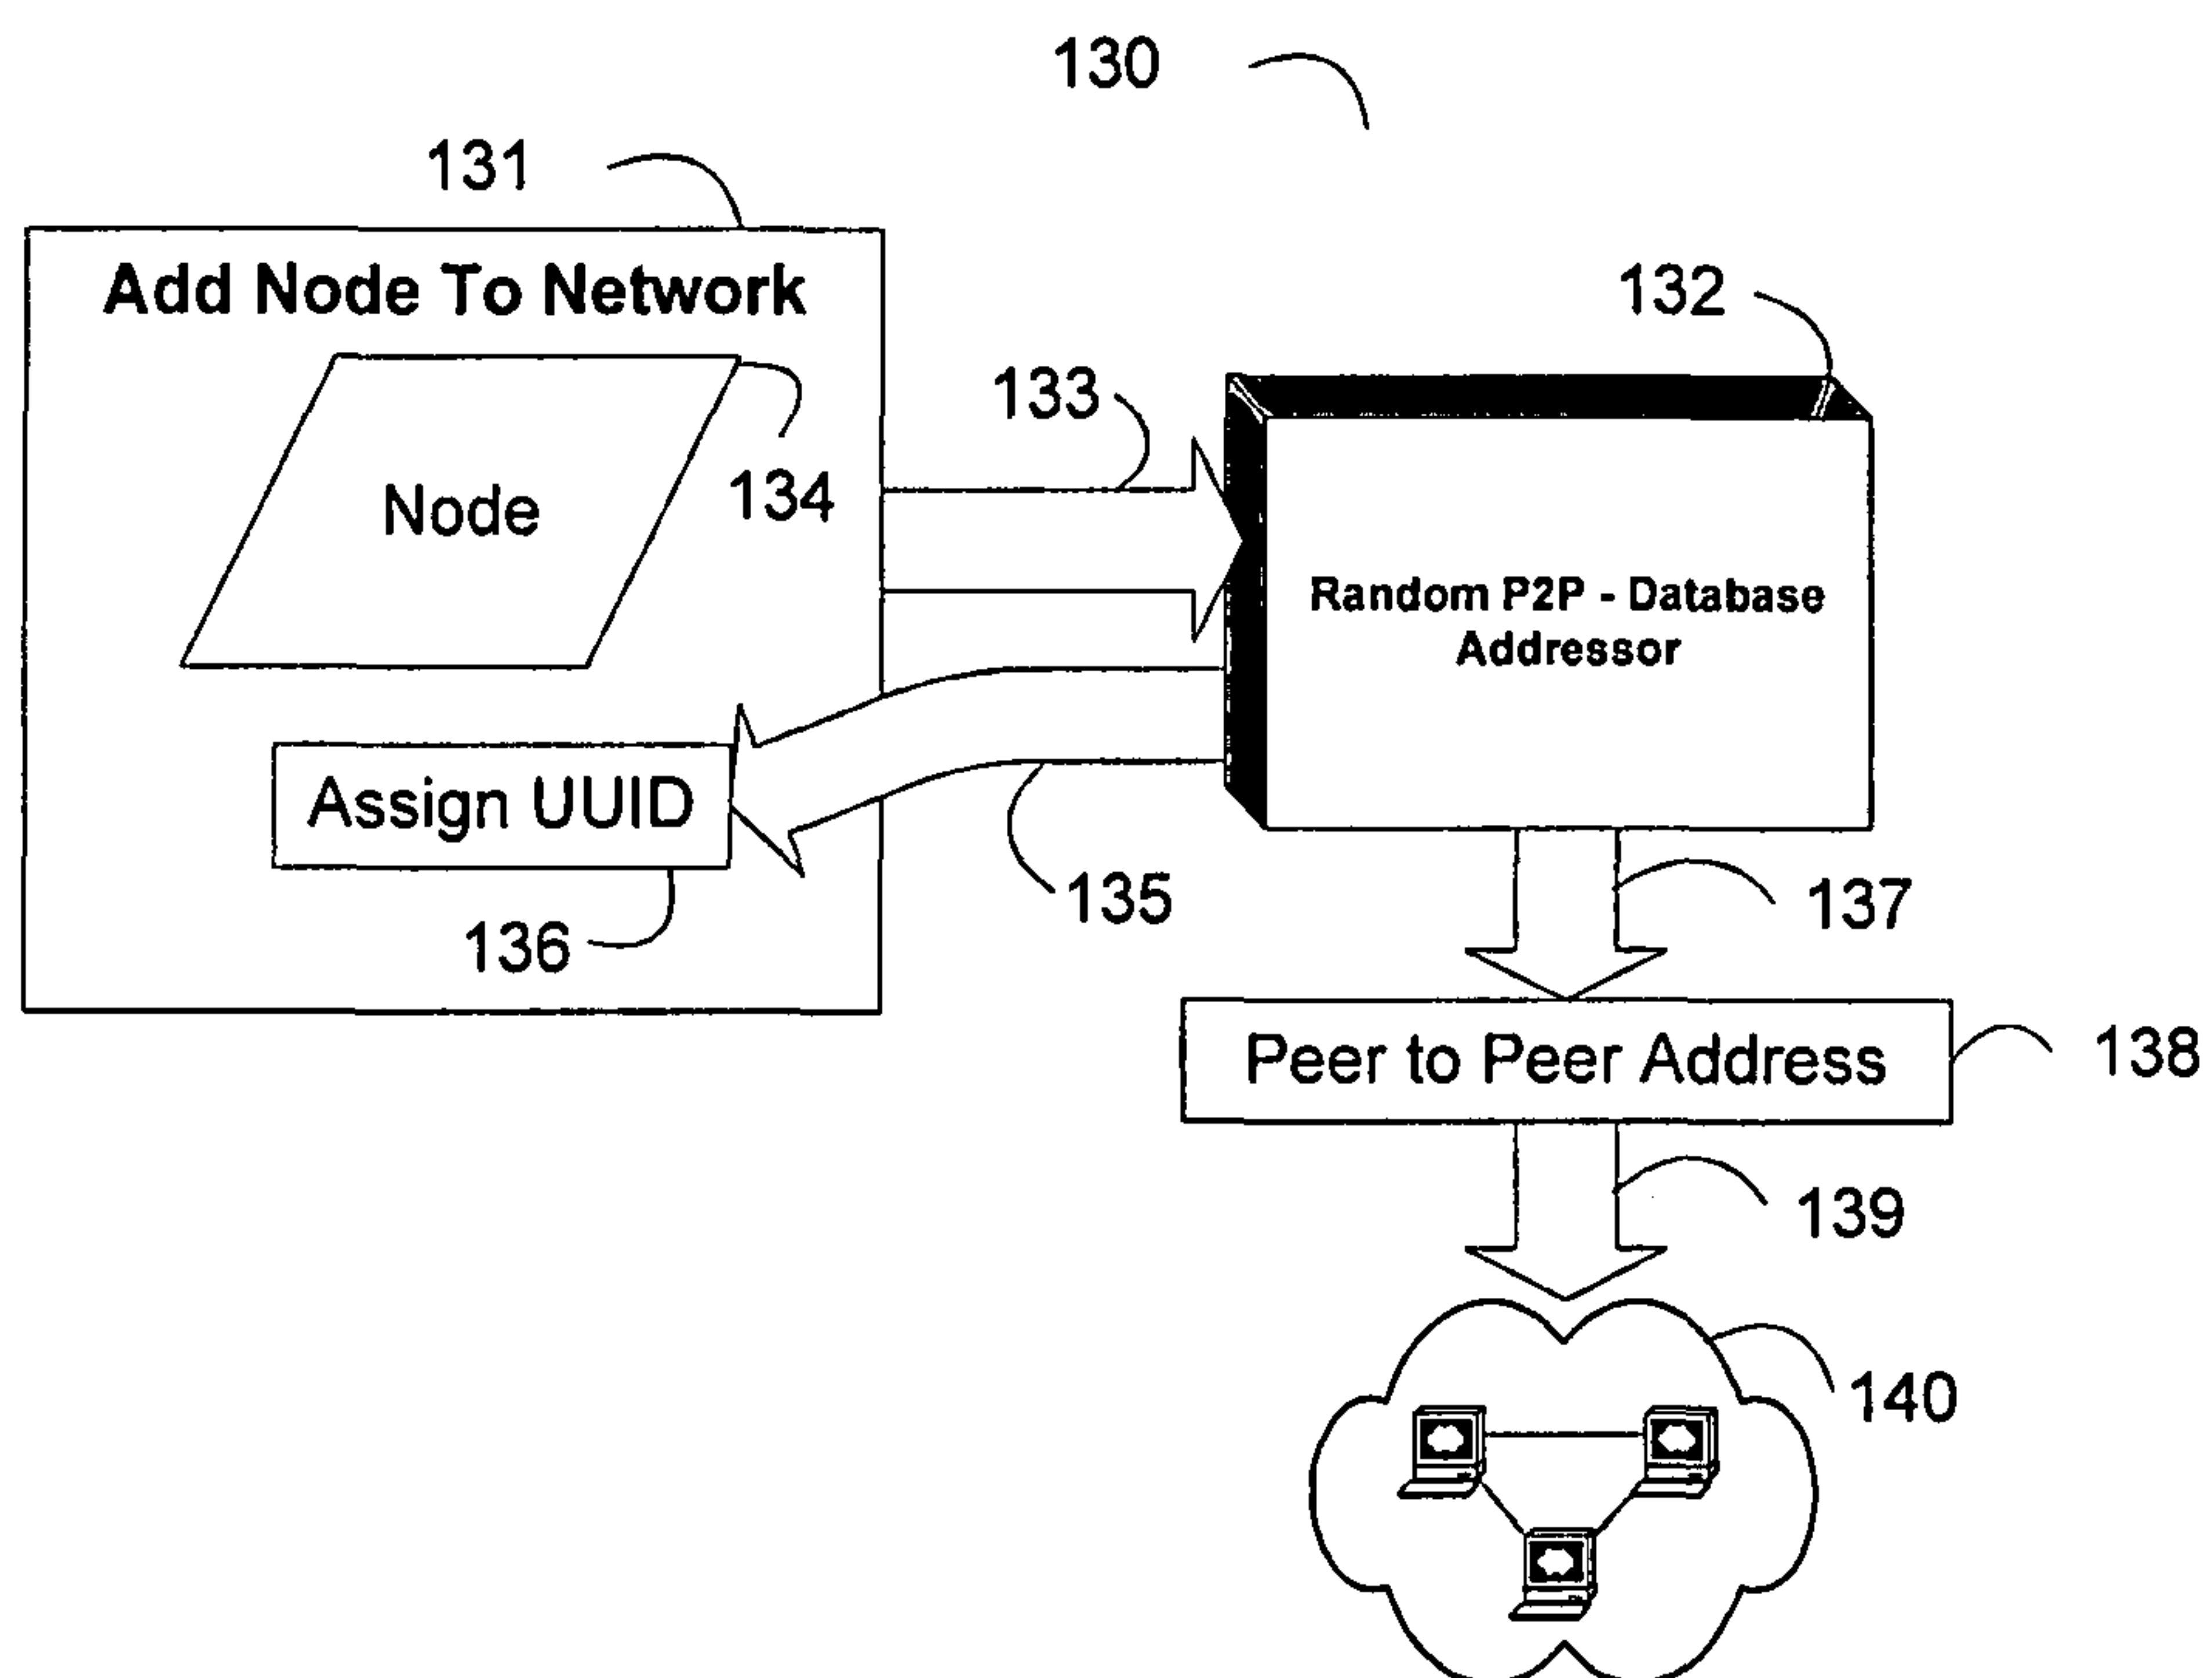 130
131
Add Node To Network
132
133
134
Node
Random P2P - Database
Addressor
Assign UUID
135
137
136
Peer to Peer Address
138
139
140